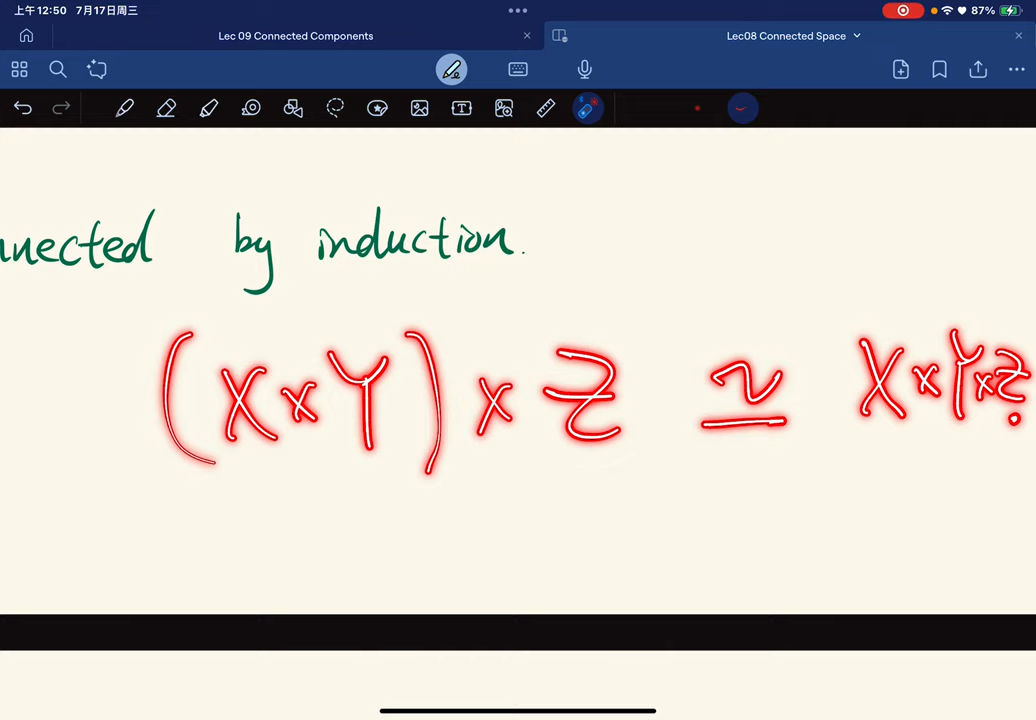 上午12:50 7月17日周三
87%
Lec 09 Connected Components
Lec08 Connected Space
nnected by induction.
(X×Y)×Z ≃ X×Y×Z.